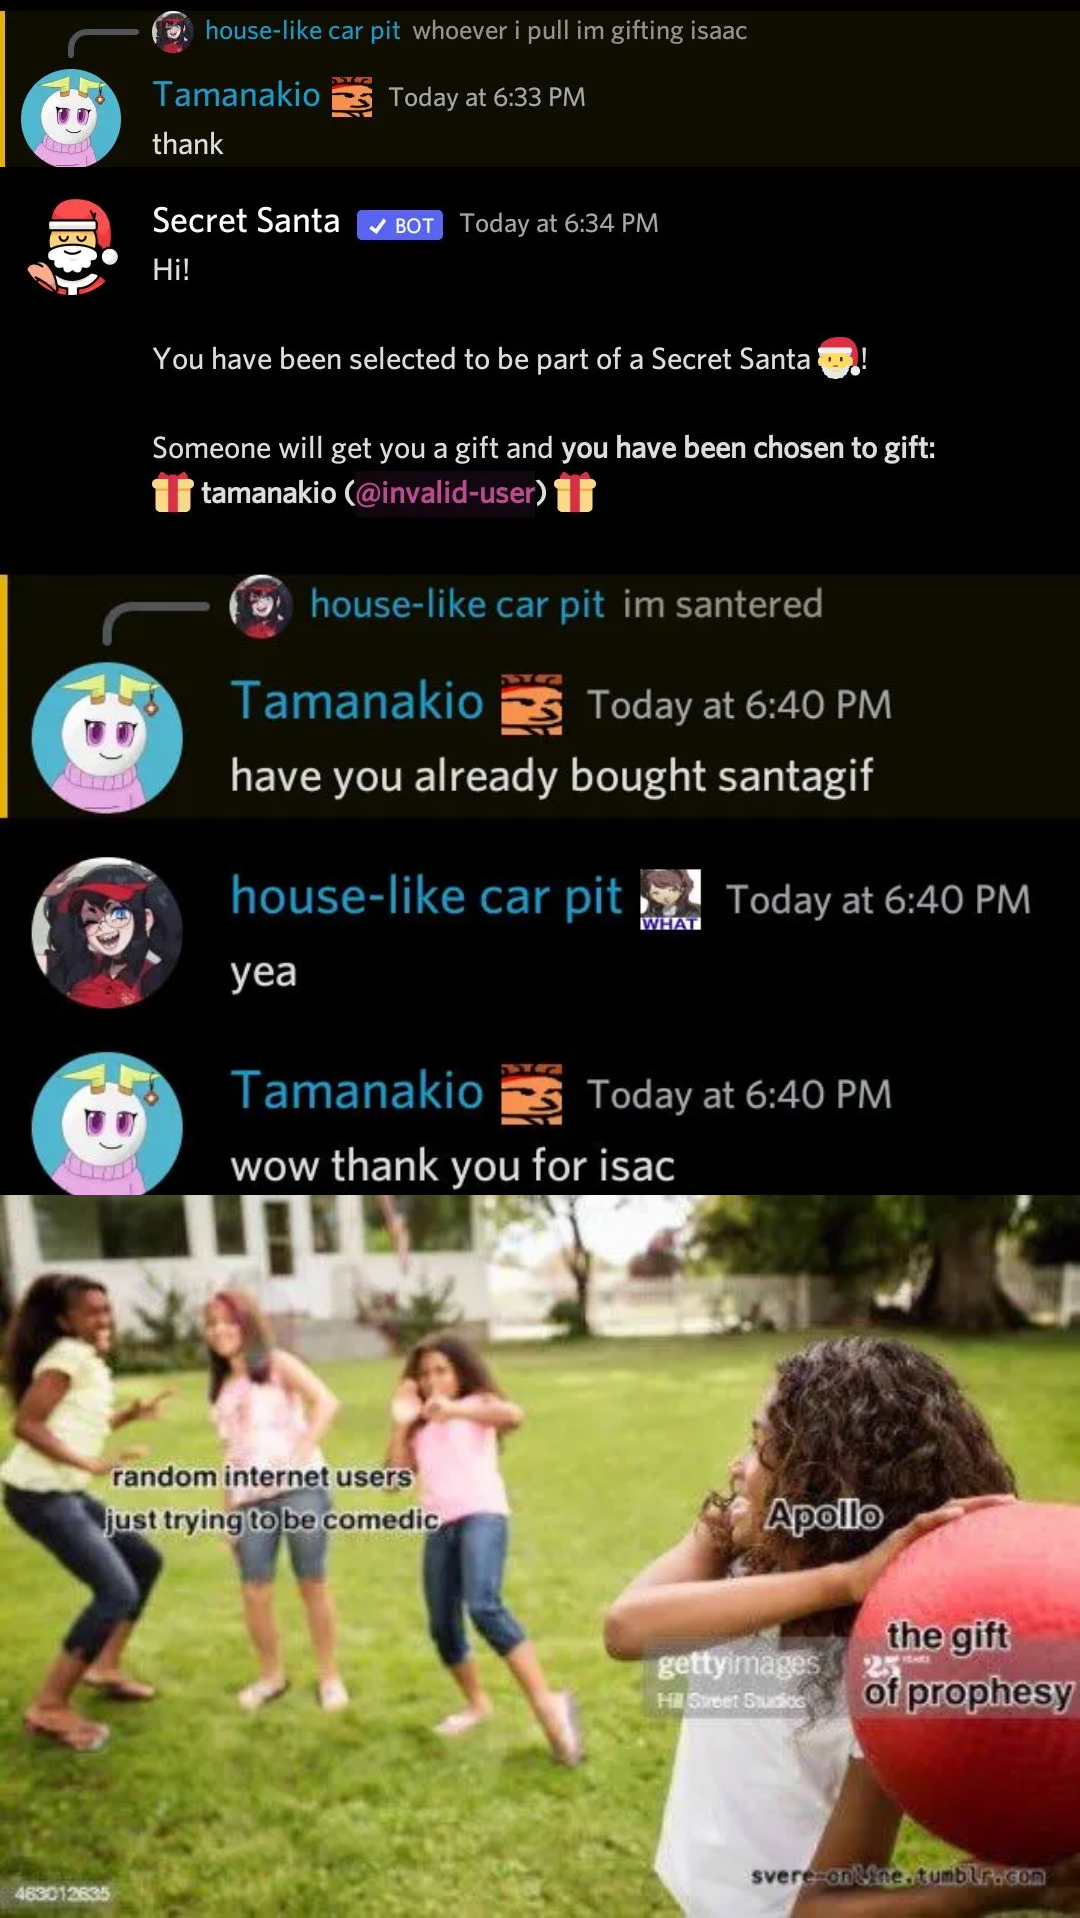 house-like car pit whoever i pull im gifting isaac
Tamanakio Today at 6:33 PM
thank
Secret Santa ✓ BOT Today at 6:34 PM
Hi!
You have been selected to be part of a Secret Santa 🎅!
Someone will get you a gift and you have been chosen to gift:
🎁 tamanakio (@invalid-user) 🎁
house-like car pit im santered
Tamanakio Today at 6:40 PM
have you already bought santagif
house-like car pit WHAT Today at 6:40 PM
yea
Tamanakio Today at 6:40 PM
wow thank you for isac
random internet users
just trying to be comedic
Apollo
the gift
of prophesy
gettyimages
Hill Street Studios
25 YEARS
svere-online.tumblr.com
463012635